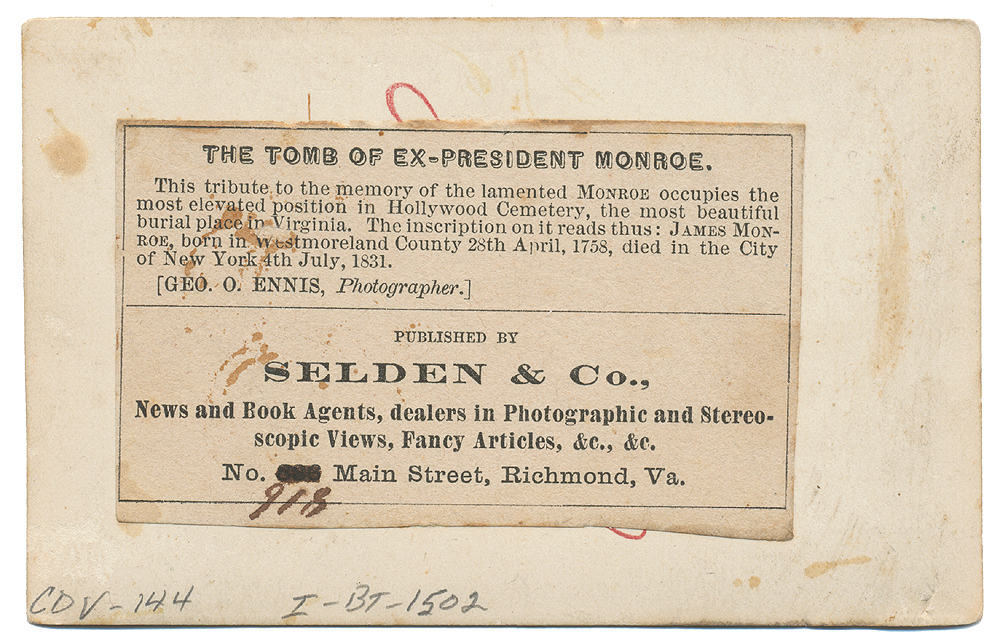 THE TOMB OF EX-PRESIDENT MONROE.
This tribute to the memory of the lamented MONROE occupies the
most elevated position in Hollywood Cemetery, the most beautiful
burial place in Virginia. The inscription on it reads thus: JAMES MON-
ROE, born in Westmoreland County 28th April, 1758, died in the City
of New York 4th July, 1831.
[GEO. O. ENNIS, Photographer.]
PUBLISHED BY
SELDEN & Co.,
News and Book Agents, dealers in Photographic and Stereo-
scopic Views, Fancy Articles, &c., &c.
No. Main Street, Richmond, Va.
918
CDV-144 I-BT-1502